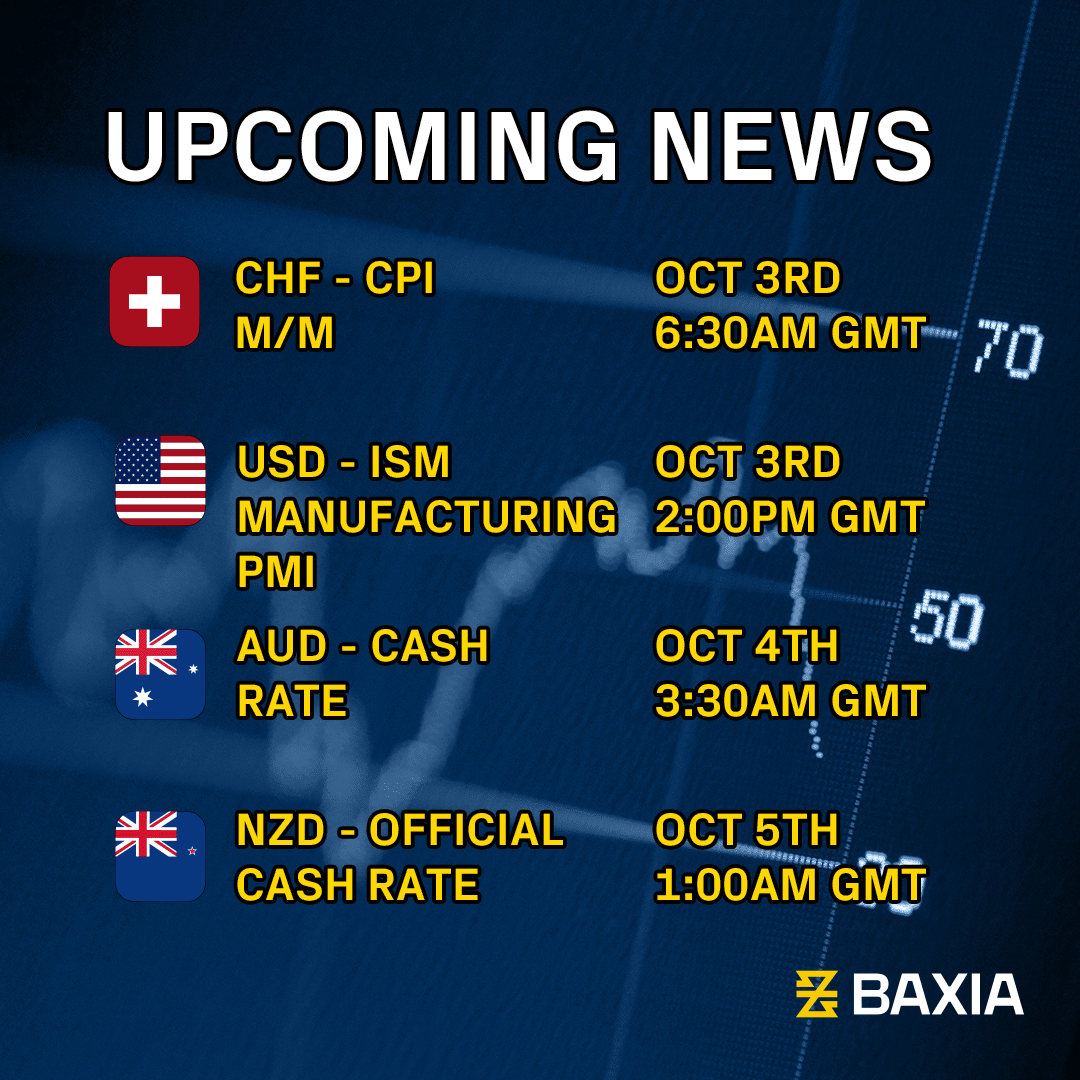 UPCOMING NEWS
CHF - CPI
M/M
OCT 3RD
6:30AM GMT
70
USD - ISM
MANUFACTURING
PMI
OCT 3RD
2:00PM GMT
50
AUD - CASH
RATE
OCT 4TH
3:30AM GMT
NZD - OFFICIAL
CASH RATE
OCT 5TH
1:00AM GMT
BAXIA